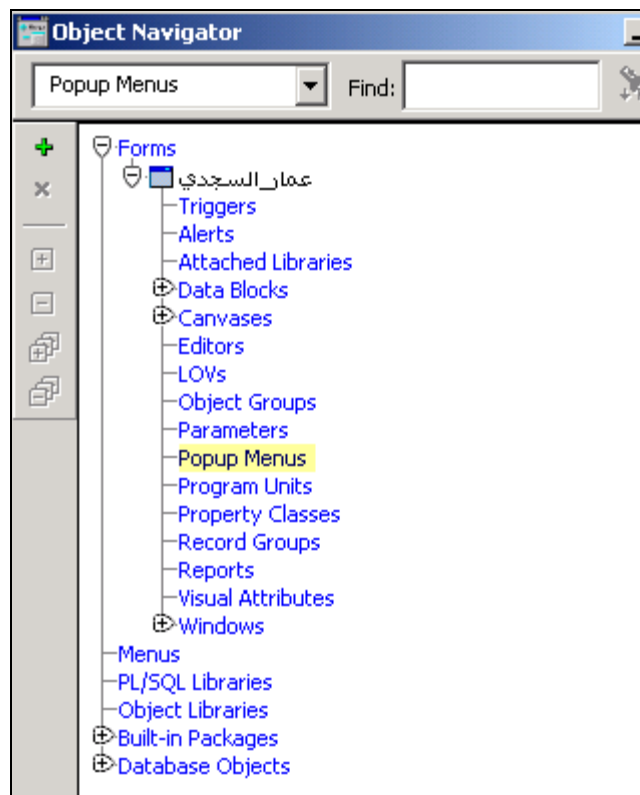 Object Navigator
Popup Menus Find:
Forms
عمار_السجدي
Triggers
Alerts
Attached Libraries
Data Blocks
Canvases
Editors
LOVs
Object Groups
Parameters
Popup Menus
Program Units
Property Classes
Record Groups
Reports
Visual Attributes
Windows
Menus
PL/SQL Libraries
Object Libraries
Built-in Packages
Database Objects